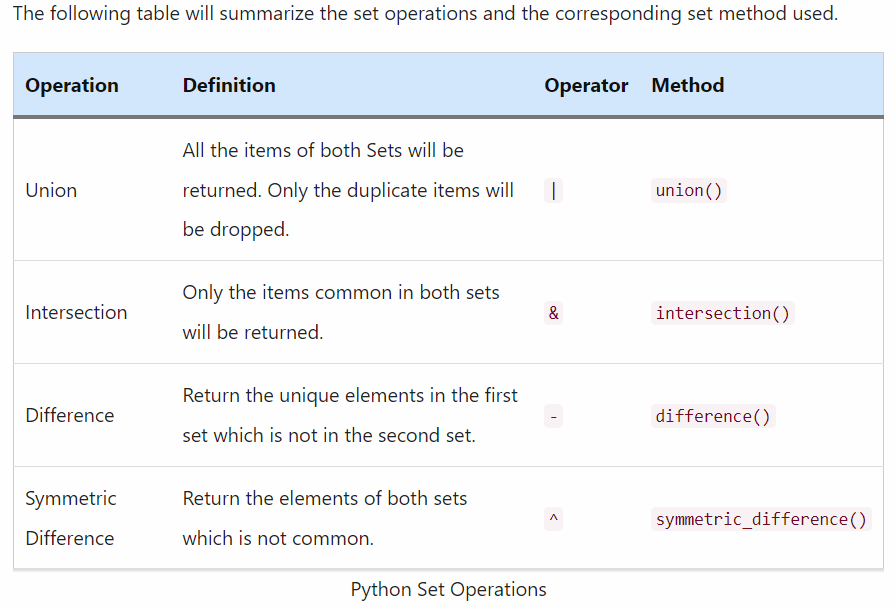 The following table will summarize the set operations and the corresponding set method used.
Operation Definition Operator Method
All the items of both Sets will be
Union returned. Only the duplicate items will | union()
be dropped.
Only the items common in both sets
Intersection & intersection()
will be returned.
Return the unique elements in the first
Difference - difference()
set which is not in the second set.
Symmetric Return the elements of both sets
^ symmetric_difference()
Difference which is not common.
Python Set Operations